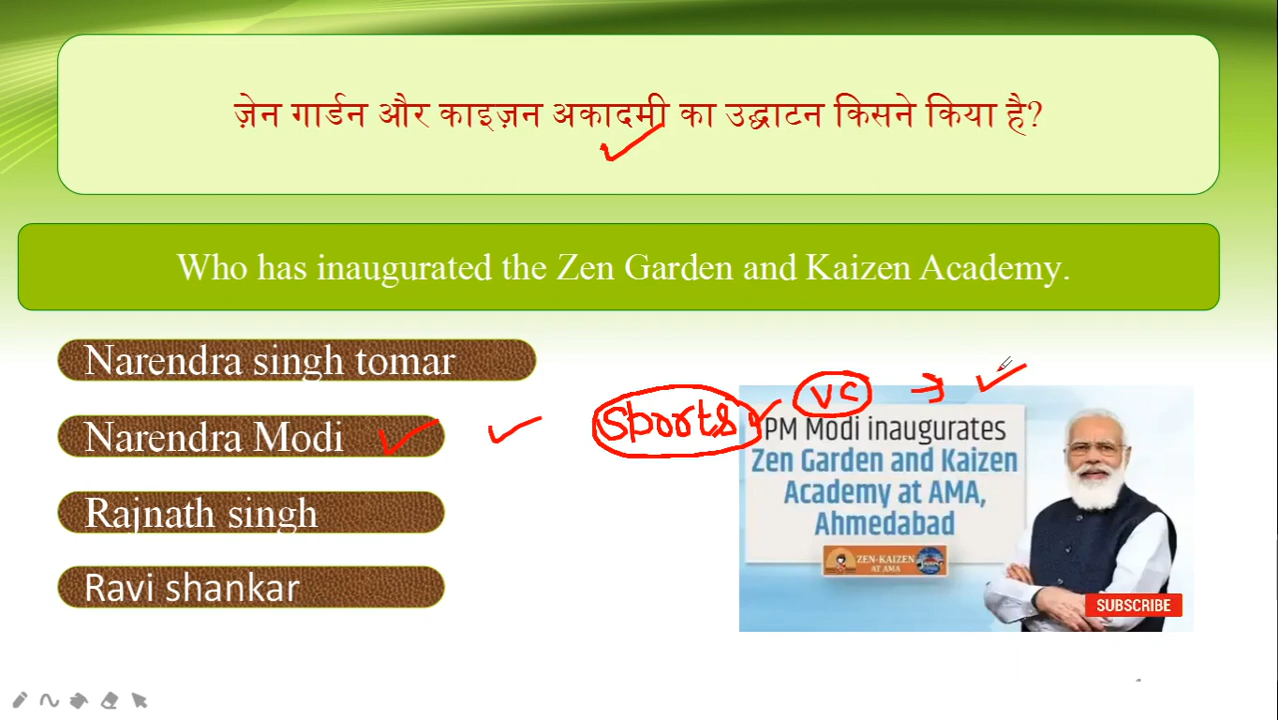 ज़ेन गार्डन और काइज़न अकादमी का उद्घाटन किसने किया है?
Who has inaugurated the Zen Garden and Kaizen Academy.
Narendra singh tomar
Narendra Modi
Rajnath singh
Ravi shankar
Sports
VC
PM Modi inaugurates
Zen Garden and Kaizen
Academy at AMA,
Ahmedabad
ZEN-KAIZEN
AT AMA
SUBSCRIBE